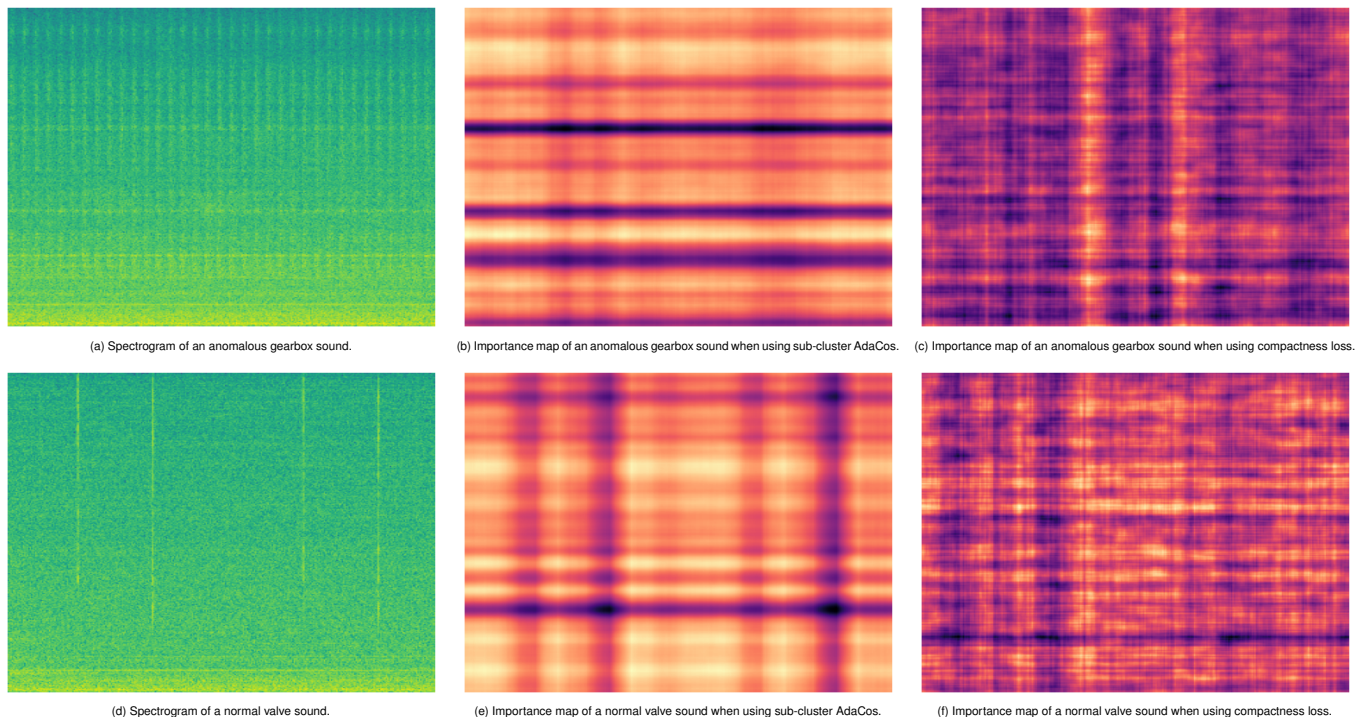 (a) Spectrogram of an anomalous gearbox sound.
(b) Importance map of an anomalous gearbox sound when using sub-cluster AdaCos.
(c) Importance map of an anomalous gearbox sound when using compactness loss.
(d) Spectrogram of a normal valve sound.
(e) Importance map of a normal valve sound when using sub-cluster AdaCos.
(f) Importance map of a normal valve sound when using compactness loss.